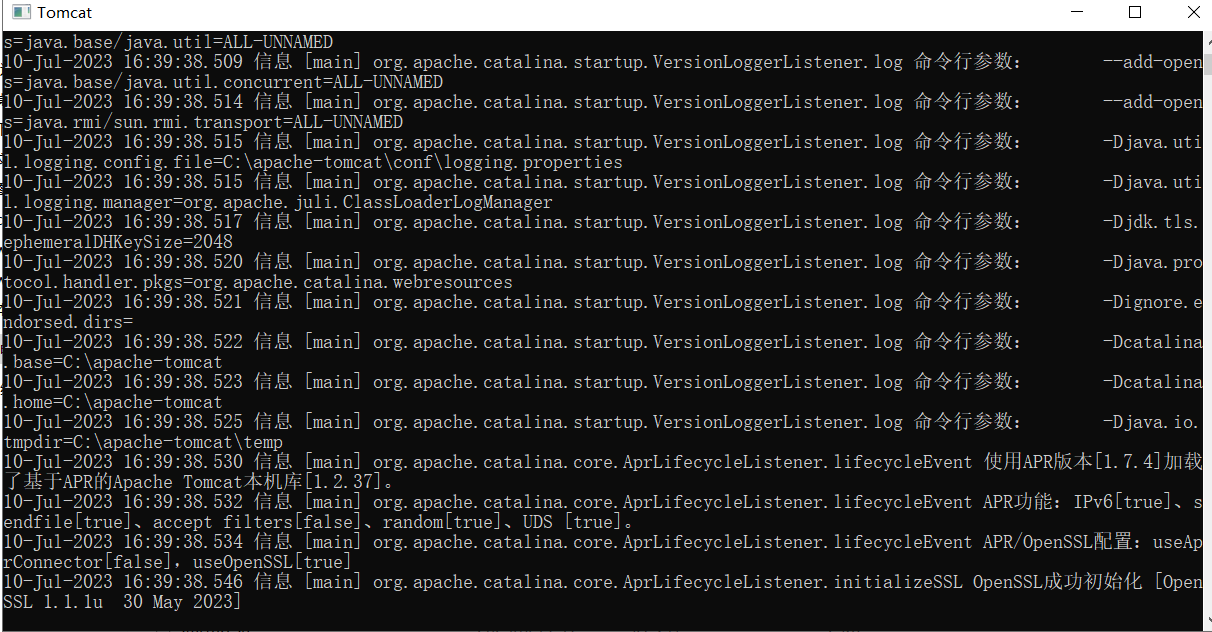 Tomcat
s=java.base/java.util=ALL-UNNAMED
10-Jul-2023 16:39:38.509 信息 [main] org.apache.catalina.startup.VersionLoggerListener.log 命令行参数:        --add-open
s=java.base/java.util.concurrent=ALL-UNNAMED
10-Jul-2023 16:39:38.514 信息 [main] org.apache.catalina.startup.VersionLoggerListener.log 命令行参数:        --add-open
s=java.rmi/sun.rmi.transport=ALL-UNNAMED
10-Jul-2023 16:39:38.515 信息 [main] org.apache.catalina.startup.VersionLoggerListener.log 命令行参数:        -Djava.uti
l.logging.config.file=C:\apache-tomcat\conf\logging.properties
10-Jul-2023 16:39:38.515 信息 [main] org.apache.catalina.startup.VersionLoggerListener.log 命令行参数:        -Djava.uti
l.logging.manager=org.apache.juli.ClassLoaderLogManager
10-Jul-2023 16:39:38.517 信息 [main] org.apache.catalina.startup.VersionLoggerListener.log 命令行参数:        -Djdk.tls.
ephemeralDHKeySize=2048
10-Jul-2023 16:39:38.520 信息 [main] org.apache.catalina.startup.VersionLoggerListener.log 命令行参数:        -Djava.pro
tocol.handler.pkgs=org.apache.catalina.webresources
10-Jul-2023 16:39:38.521 信息 [main] org.apache.catalina.startup.VersionLoggerListener.log 命令行参数:        -Dignore.e
ndorsed.dirs=
10-Jul-2023 16:39:38.522 信息 [main] org.apache.catalina.startup.VersionLoggerListener.log 命令行参数:        -Dcatalina
.base=C:\apache-tomcat
10-Jul-2023 16:39:38.523 信息 [main] org.apache.catalina.startup.VersionLoggerListener.log 命令行参数:        -Dcatalina
.home=C:\apache-tomcat
10-Jul-2023 16:39:38.525 信息 [main] org.apache.catalina.startup.VersionLoggerListener.log 命令行参数:        -Djava.io.
tmpdir=C:\apache-tomcat\temp
10-Jul-2023 16:39:38.530 信息 [main] org.apache.catalina.core.AprLifecycleListener.lifecycleEvent 使用APR版本[1.7.4]加载
了基于APR的Apache Tomcat本机库[1.2.37]。
10-Jul-2023 16:39:38.532 信息 [main] org.apache.catalina.core.AprLifecycleListener.lifecycleEvent APR功能：IPv6[true]、s
endfile[true]、accept filters[false]、random[true]、UDS [true]。
10-Jul-2023 16:39:38.534 信息 [main] org.apache.catalina.core.AprLifecycleListener.lifecycleEvent APR/OpenSSL配置：useAp
rConnector[false]，useOpenSSL[true]
10-Jul-2023 16:39:38.546 信息 [main] org.apache.catalina.core.AprLifecycleListener.initializeSSL OpenSSL成功初始化 [Open
SSL 1.1.1u  30 May 2023]